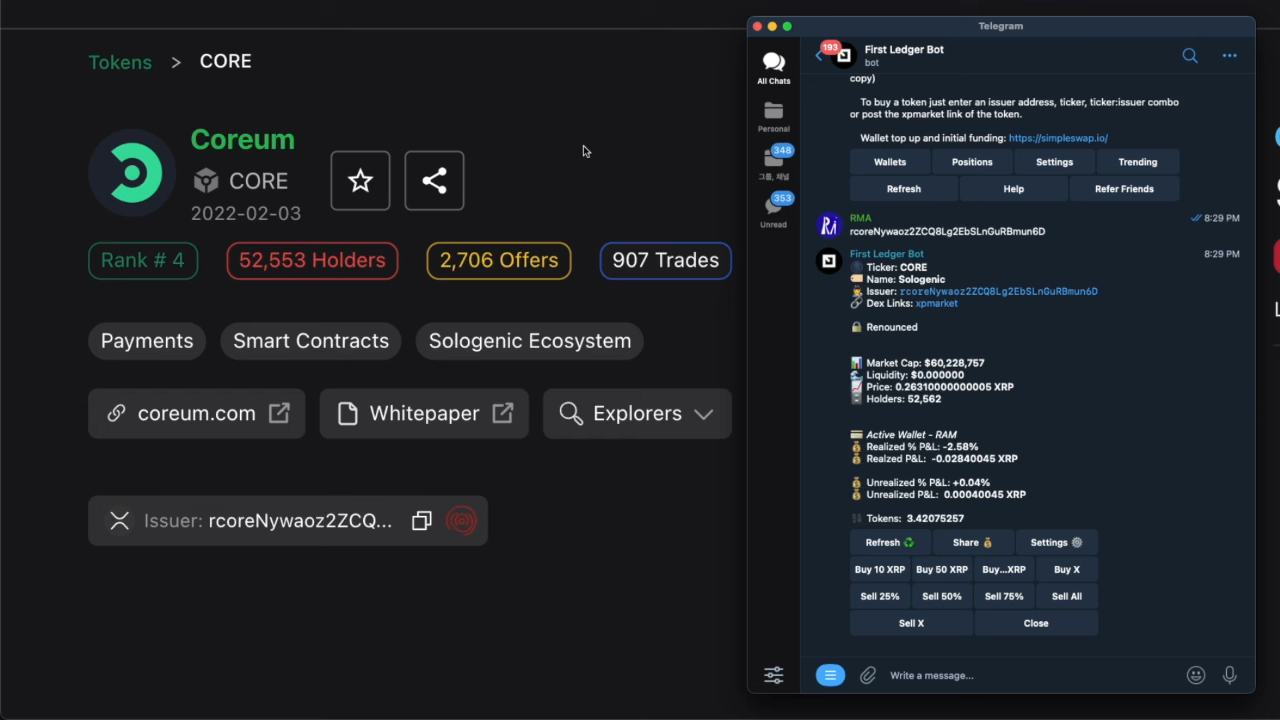 Tokens > CORE
Coreum
CORE
2022-02-03
Rank # 4
52,553 Holders
2,706 Offers
907 Trades
Payments
Smart Contracts
Sologenic Ecosystem
coreum.com
Whitepaper
Explorers
Issuer: rcoreNywaoz2ZCQ...
Telegram
193
First Ledger Bot
bot
All Chats
Personal
348
그룹, 채널
353
Unread
copy)
To buy a token just enter an issuer address, ticker, ticker:issuer combo
or post the xpmarket link of the token.
Wallet top up and initial funding: https://simpleswap.io/
Wallets
Positions
Settings
Trending
Refresh
Help
Refer Friends
RMA
8:29 PM
rcoreNywaoz2ZCQ8Lg2EbSLnGuRBmun6D
First Ledger Bot
8:29 PM
Ticker: CORE
Name: Sologenic
Issuer: rcoreNywaoz2ZCQ8Lg2EbSLnGuRBmun6D
Dex Links: xpmarket
Renounced
Market Cap: $60,228,757
Liquidity: $0.000000
Price: 0.26310000000005 XRP
Holders: 52,562
Active Wallet - RAM
Realized % P&L: -2.58%
Realzed P&L: -0.02840045 XRP
Unrealized % P&L: +0.04%
Unrealized P&L: 0.00040045 XRP
Tokens: 3.42075257
Refresh
Share
Settings
Buy 10 XRP
Buy 50 XRP
Buy...XRP
Buy X
Sell 25%
Sell 50%
Sell 75%
Sell All
Sell X
Close
Write a message...